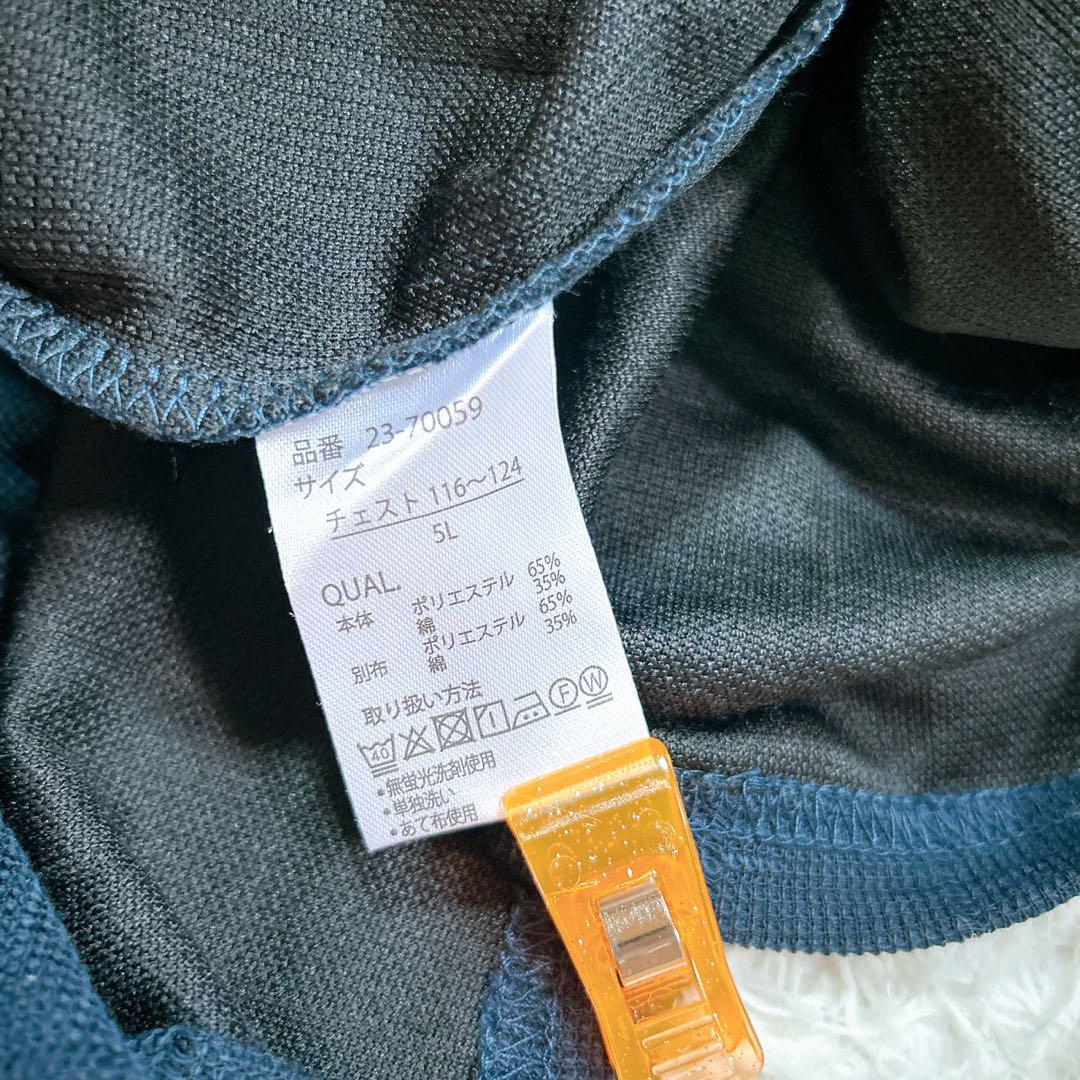 品番 23-70059
サイズ
チェスト 116～124
5L
QUAL.
本体 ポリエステル 65%
綿 35%
別布 ポリエステル 65%
綿 35%
取り扱い方法
40 F W
・無蛍光洗剤使用
・単独洗い
・あて布使用